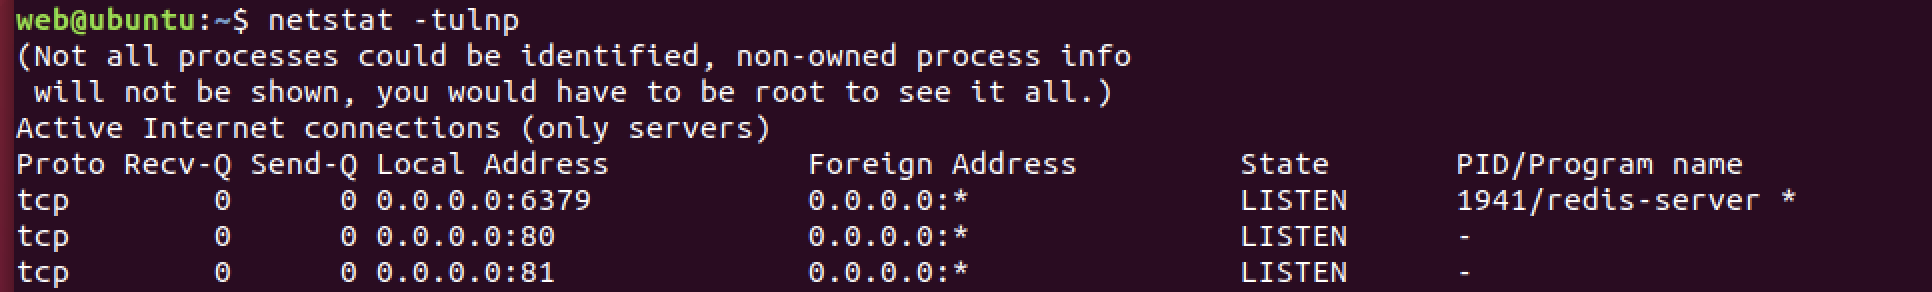 web@ubuntu:~$ netstat -tulnp
(Not all processes could be identified, non-owned process info
 will not be shown, you would have to be root to see it all.)
Active Internet connections (only servers)
Proto Recv-Q Send-Q Local Address           Foreign Address         State       PID/Program name
tcp        0      0 0.0.0.0:6379            0.0.0.0:*               LISTEN      1941/redis-server *
tcp        0      0 0.0.0.0:80              0.0.0.0:*               LISTEN      -
tcp        0      0 0.0.0.0:81              0.0.0.0:*               LISTEN      -